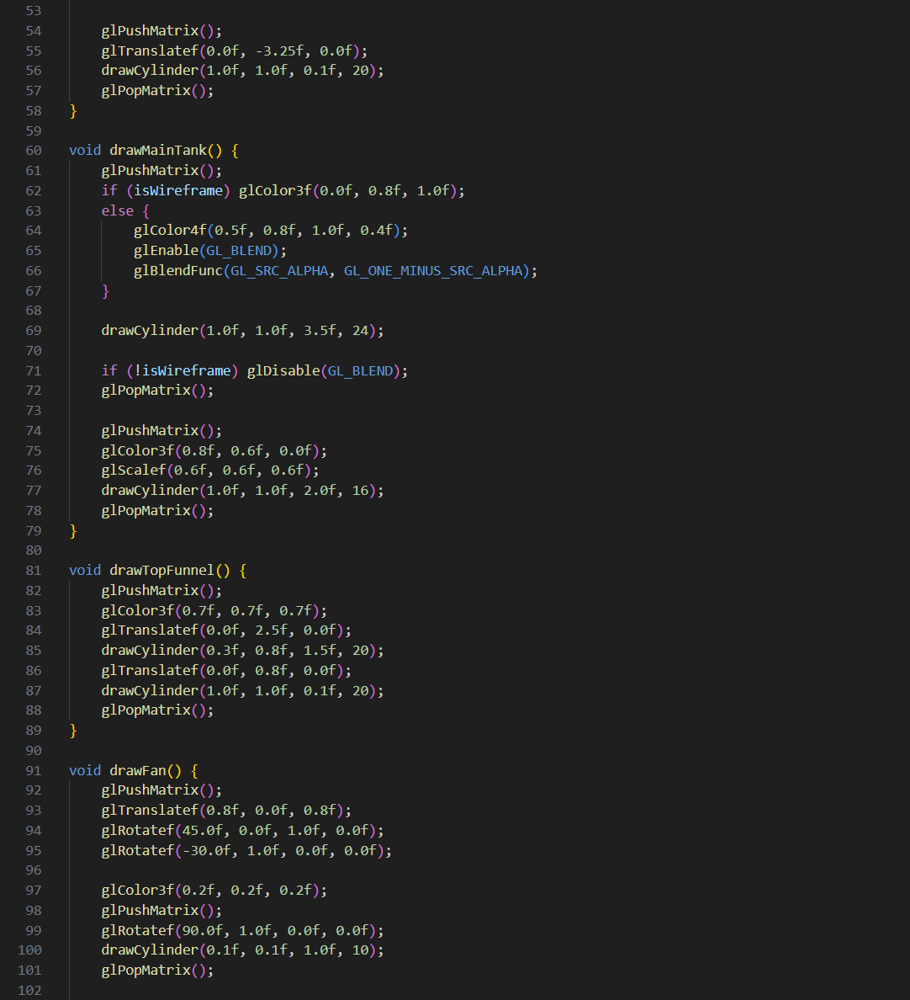 53
54 glPushMatrix();
55 glTranslatef(0.0f, -3.25f, 0.0f);
56 drawCylinder(1.0f, 1.0f, 0.1f, 20);
57 glPopMatrix();
58 }
59
60 void drawMainTank() {
61 glPushMatrix();
62 if (isWireframe) glColor3f(0.0f, 0.8f, 1.0f);
63 else {
64 glColor4f(0.5f, 0.8f, 1.0f, 0.4f);
65 glEnable(GL_BLEND);
66 glBlendFunc(GL_SRC_ALPHA, GL_ONE_MINUS_SRC_ALPHA);
67 }
68
69 drawCylinder(1.0f, 1.0f, 3.5f, 24);
70
71 if (!isWireframe) glDisable(GL_BLEND);
72 glPopMatrix();
73
74 glPushMatrix();
75 glColor3f(0.8f, 0.6f, 0.0f);
76 glScalef(0.6f, 0.6f, 0.6f);
77 drawCylinder(1.0f, 1.0f, 2.0f, 16);
78 glPopMatrix();
79 }
80
81 void drawTopFunnel() {
82 glPushMatrix();
83 glColor3f(0.7f, 0.7f, 0.7f);
84 glTranslatef(0.0f, 2.5f, 0.0f);
85 drawCylinder(0.3f, 0.8f, 1.5f, 20);
86 glTranslatef(0.0f, 0.8f, 0.0f);
87 drawCylinder(1.0f, 1.0f, 0.1f, 20);
88 glPopMatrix();
89 }
90
91 void drawFan() {
92 glPushMatrix();
93 glTranslatef(0.8f, 0.0f, 0.8f);
94 glRotatef(45.0f, 0.0f, 1.0f, 0.0f);
95 glRotatef(-30.0f, 1.0f, 0.0f, 0.0f);
96
97 glColor3f(0.2f, 0.2f, 0.2f);
98 glPushMatrix();
99 glRotatef(90.0f, 1.0f, 0.0f, 0.0f);
100 drawCylinder(0.1f, 0.1f, 1.0f, 10);
101 glPopMatrix();
102